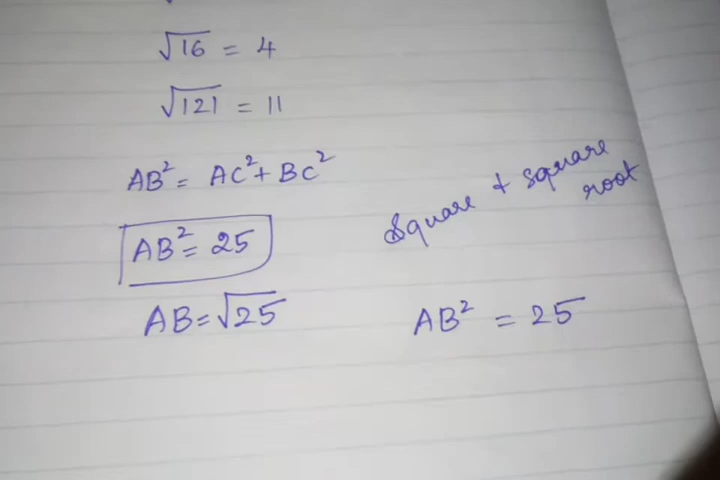 √16 = 4
√121 = 11
AB² = AC² + BC²
AB² = 25
AB = √25
Square & square
root
AB² = 25